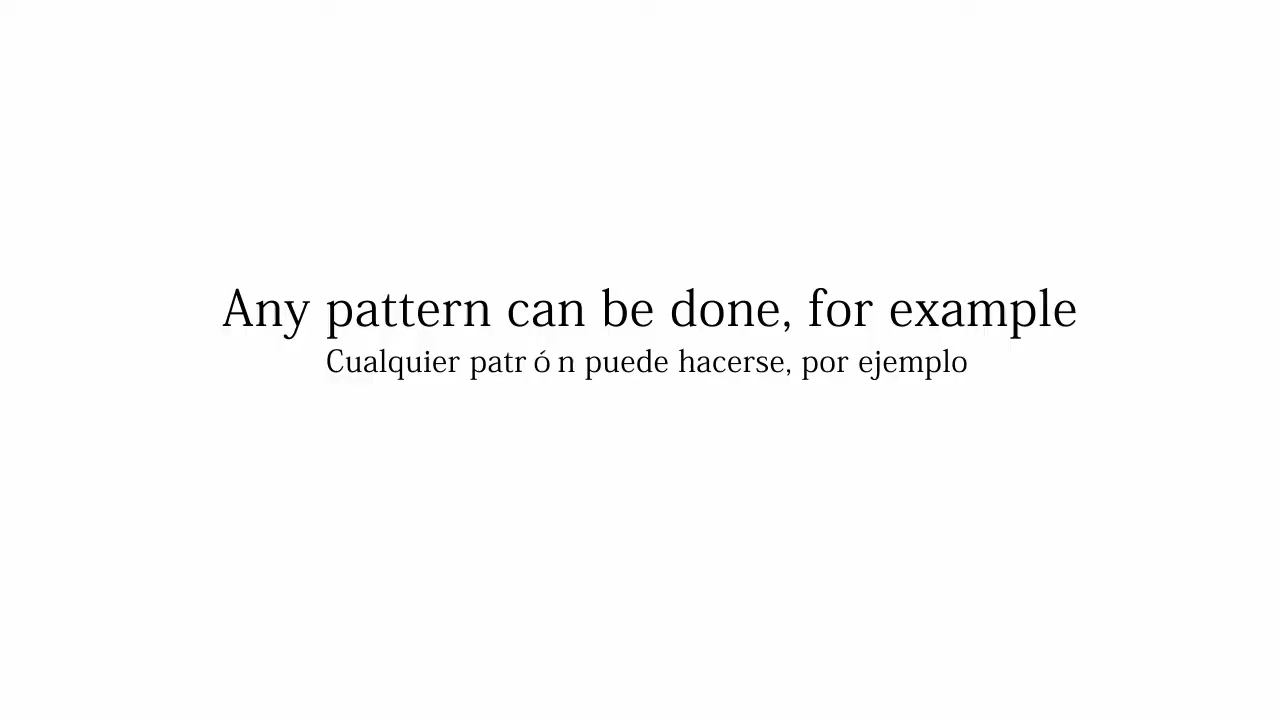 Any pattern can be done, for example
Cualquier patr ó n puede hacerse, por ejemplo